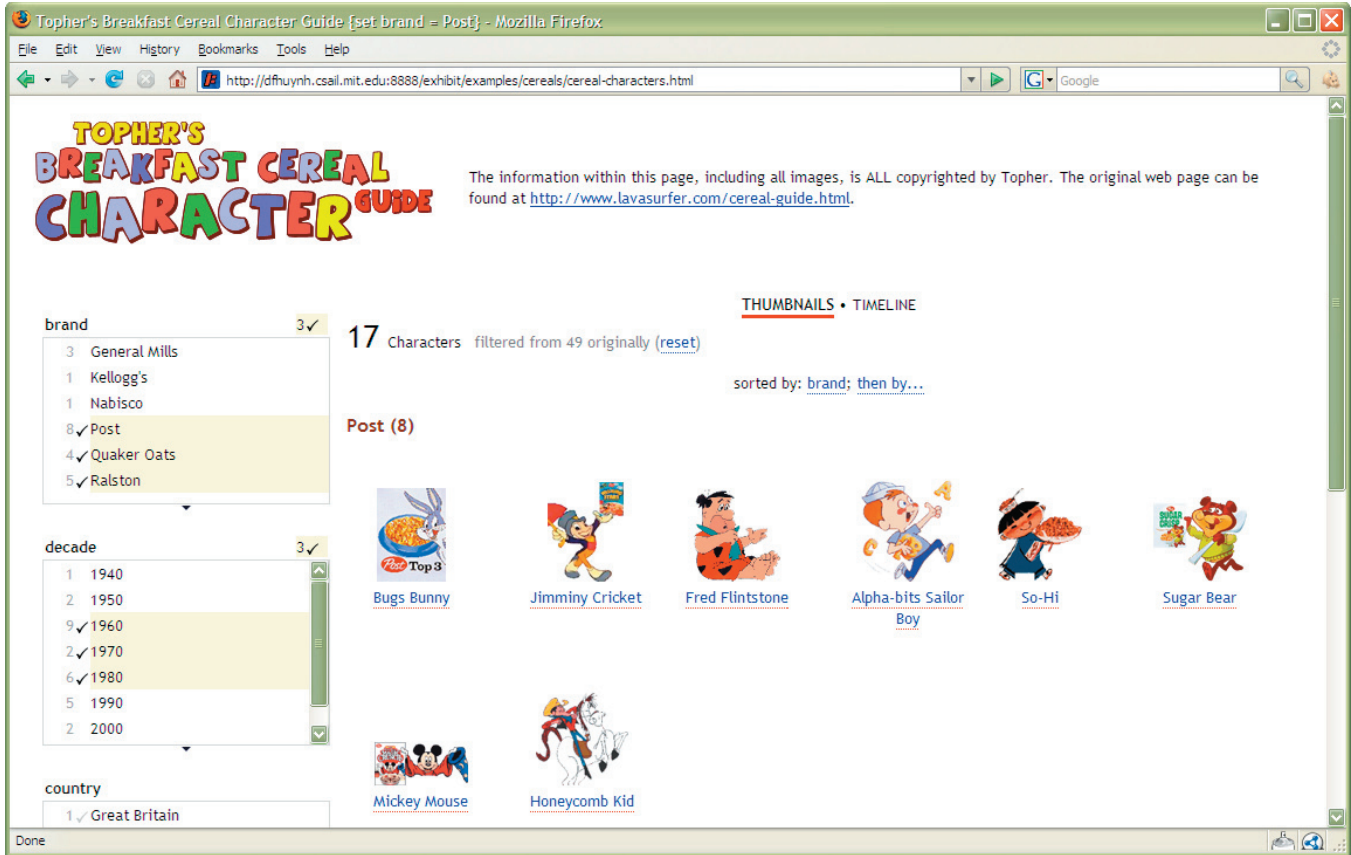 Topher's Breakfast Cereal Character Guide {set brand = Post} - Mozilla Firefox
File Edit View History Bookmarks Tools Help
http://dfhuynh.csail.mit.edu:8888/exhibit/examples/cereals/cereal-characters.html
G Google
TOPHER'S
BREAKFAST CEREAL
CHARACTER GUIDE
The information within this page, including all images, is ALL copyrighted by Topher. The original web page can be
found at http://www.lavasurfer.com/cereal-guide.html.
THUMBNAILS • TIMELINE
17 Characters filtered from 49 originally (reset)
sorted by: brand; then by...
brand 3✓
3 General Mills
1 Kellogg's
1 Nabisco
8✓Post
4✓Quaker Oats
5✓Ralston
decade 3✓
1 1940
2 1950
9✓1960
2✓1970
6✓1980
5 1990
2 2000
country
1✓Great Britain
Post (8)
Post Top 3
A
C
SUGAR
CRISP
Bugs Bunny
Jimminy Cricket
Fred Flintstone
Alpha-bits Sailor
Boy
So-Hi
Sugar Bear
Mickey Mouse
Honeycomb Kid
Done